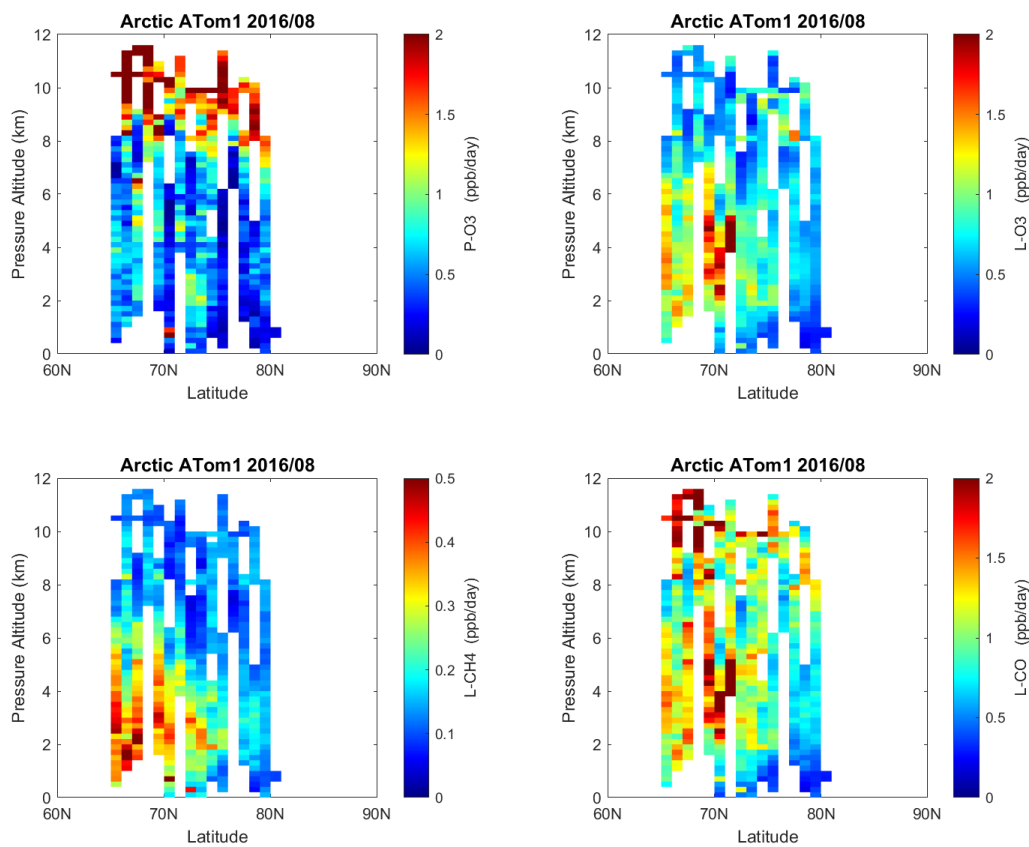 Arctic ATom1 2016/08
12
10
8
6
4
2
0
Pressure Altitude (km)
60N
70N
80N
90N
Latitude
2
1.5
1
0.5
0
P-O3 (ppb/day)
Arctic ATom1 2016/08
12
10
8
6
4
2
0
Pressure Altitude (km)
60N
70N
80N
90N
Latitude
2
1.5
1
0.5
0
L-O3 (ppb/day)
Arctic ATom1 2016/08
12
10
8
6
4
2
0
Pressure Altitude (km)
60N
70N
80N
90N
Latitude
0.5
0.4
0.3
0.2
0.1
0
L-CH4 (ppb/day)
Arctic ATom1 2016/08
12
10
8
6
4
2
0
Pressure Altitude (km)
60N
70N
80N
90N
Latitude
2
1.5
1
0.5
0
L-CO (ppb/day)